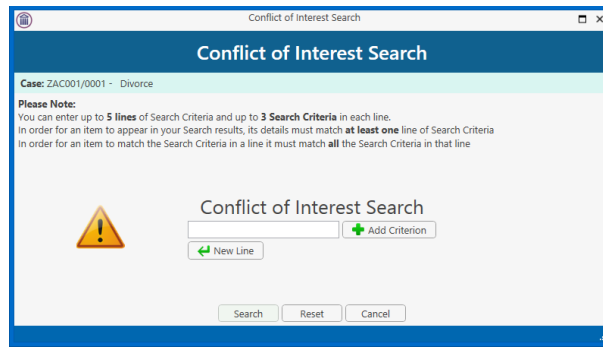 Conflict of Interest Search
Conflict of Interest Search
Case: ZAC001/0001 - Divorce
Please Note:
You can enter up to 5 lines of Search Criteria and up to 3 Search Criteria in each line.
In order for an item to appear in your Search results, its details must match at least one line of Search Criteria
In order for an item to match the Search Criteria in a line it must match all the Search Criteria in that line
Conflict of Interest Search
Add Criterion
New Line
Search Reset Cancel